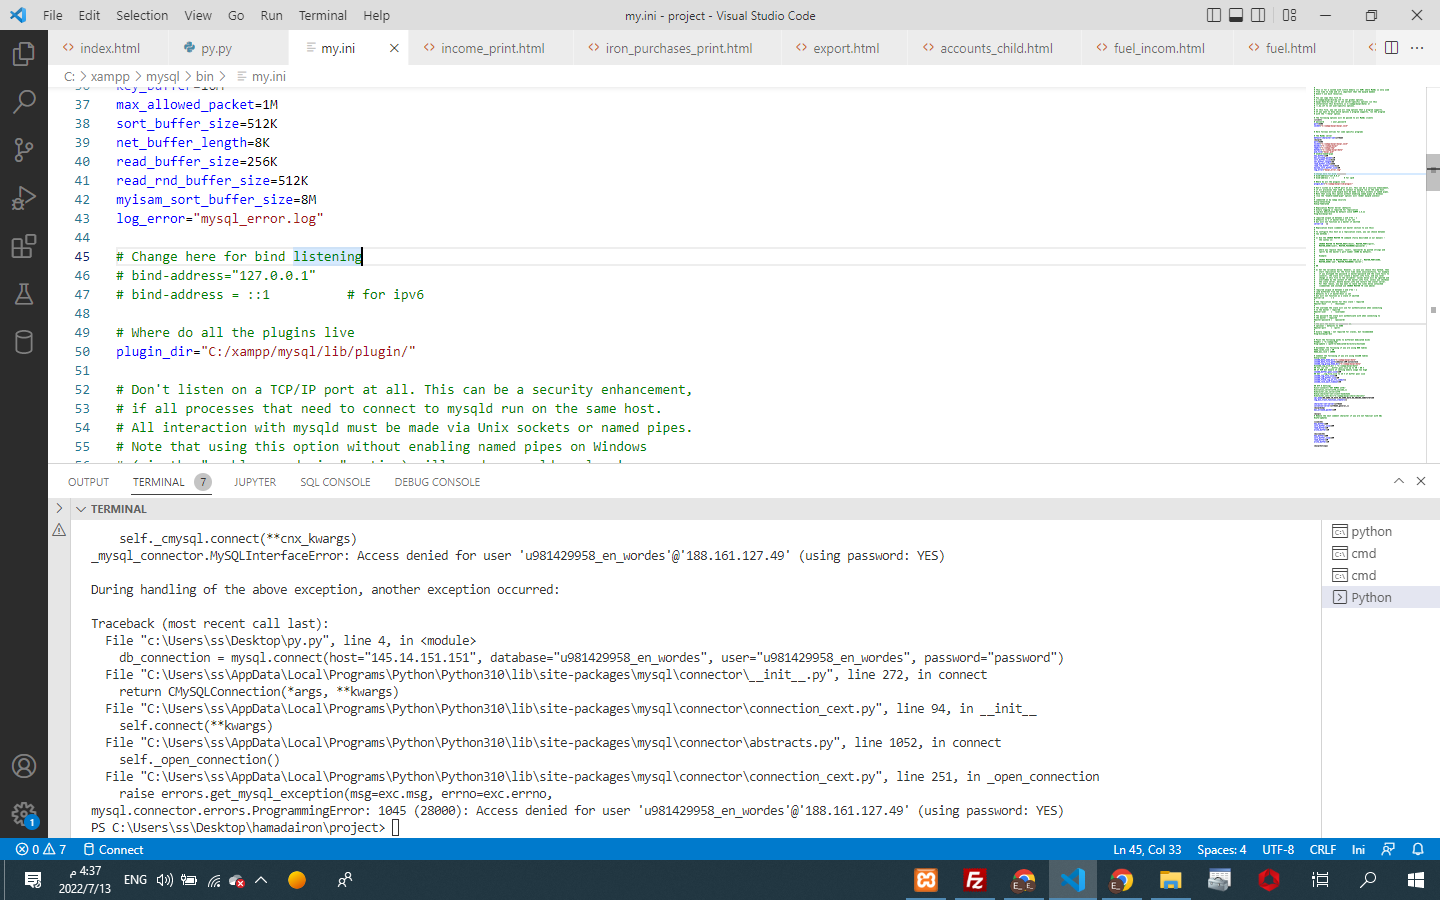 File Edit Selection View Go Run Terminal Help
my.ini - project - Visual Studio Code
index.html py.py my.ini income_print.html iron_purchases_print.html export.html accounts_child.html fuel_incom.html fuel.html
C: > xampp > mysql > bin > my.ini
37 max_allowed_packet=1M
38 sort_buffer_size=512K
39 net_buffer_length=8K
40 read_buffer_size=256K
41 read_rnd_buffer_size=512K
42 myisam_sort_buffer_size=8M
43 log_error="mysql_error.log"
44
45 # Change here for bind listening
46 # bind-address="127.0.0.1"
47 # bind-address = ::1 # for ipv6
48
49 # Where do all the plugins live
50 plugin_dir="C:/xampp/mysql/lib/plugin/"
51
52 # Don't listen on a TCP/IP port at all. This can be a security enhancement,
53 # if all processes that need to connect to mysqld run on the same host.
54 # All interaction with mysqld must be made via Unix sockets or named pipes.
55 # Note that using this option without enabling named pipes on Windows
OUTPUT TERMINAL 7 JUPYTER SQL CONSOLE DEBUG CONSOLE
TERMINAL
self._cmysql.connect(**cnx_kwargs)
_mysql_connector.MySQLInterfaceError: Access denied for user 'u981429958_en_wordes'@'188.161.127.49' (using password: YES)
During handling of the above exception, another exception occurred:
Traceback (most recent call last):
File "c:\Users\ss\Desktop\py.py", line 4, in <module>
db_connection = mysql.connect(host="145.14.151.151", database="u981429958_en_wordes", user="u981429958_en_wordes", password="password")
File "C:\Users\ss\AppData\Local\Programs\Python\Python310\lib\site-packages\mysql\connector\__init__.py", line 272, in connect
return CMySQLConnection(*args, **kwargs)
File "C:\Users\ss\AppData\Local\Programs\Python\Python310\lib\site-packages\mysql\connector\connection_cext.py", line 94, in __init__
self.connect(**kwargs)
File "C:\Users\ss\AppData\Local\Programs\Python\Python310\lib\site-packages\mysql\connector\abstracts.py", line 1052, in connect
self._open_connection()
File "C:\Users\ss\AppData\Local\Programs\Python\Python310\lib\site-packages\mysql\connector\connection_cext.py", line 251, in _open_connection
raise errors.get_mysql_exception(msg=exc.msg, errno=exc.errno,
mysql.connector.errors.ProgrammingError: 1045 (28000): Access denied for user 'u981429958_en_wordes'@'188.161.127.49' (using password: YES)
PS C:\Users\ss\Desktop\hamadairon\project>
python
cmd
cmd
Python
1
0 7 Connect
Ln 45, Col 33 Spaces: 4 UTF-8 CRLF Ini
4:37 م
2022/7/13
ENG